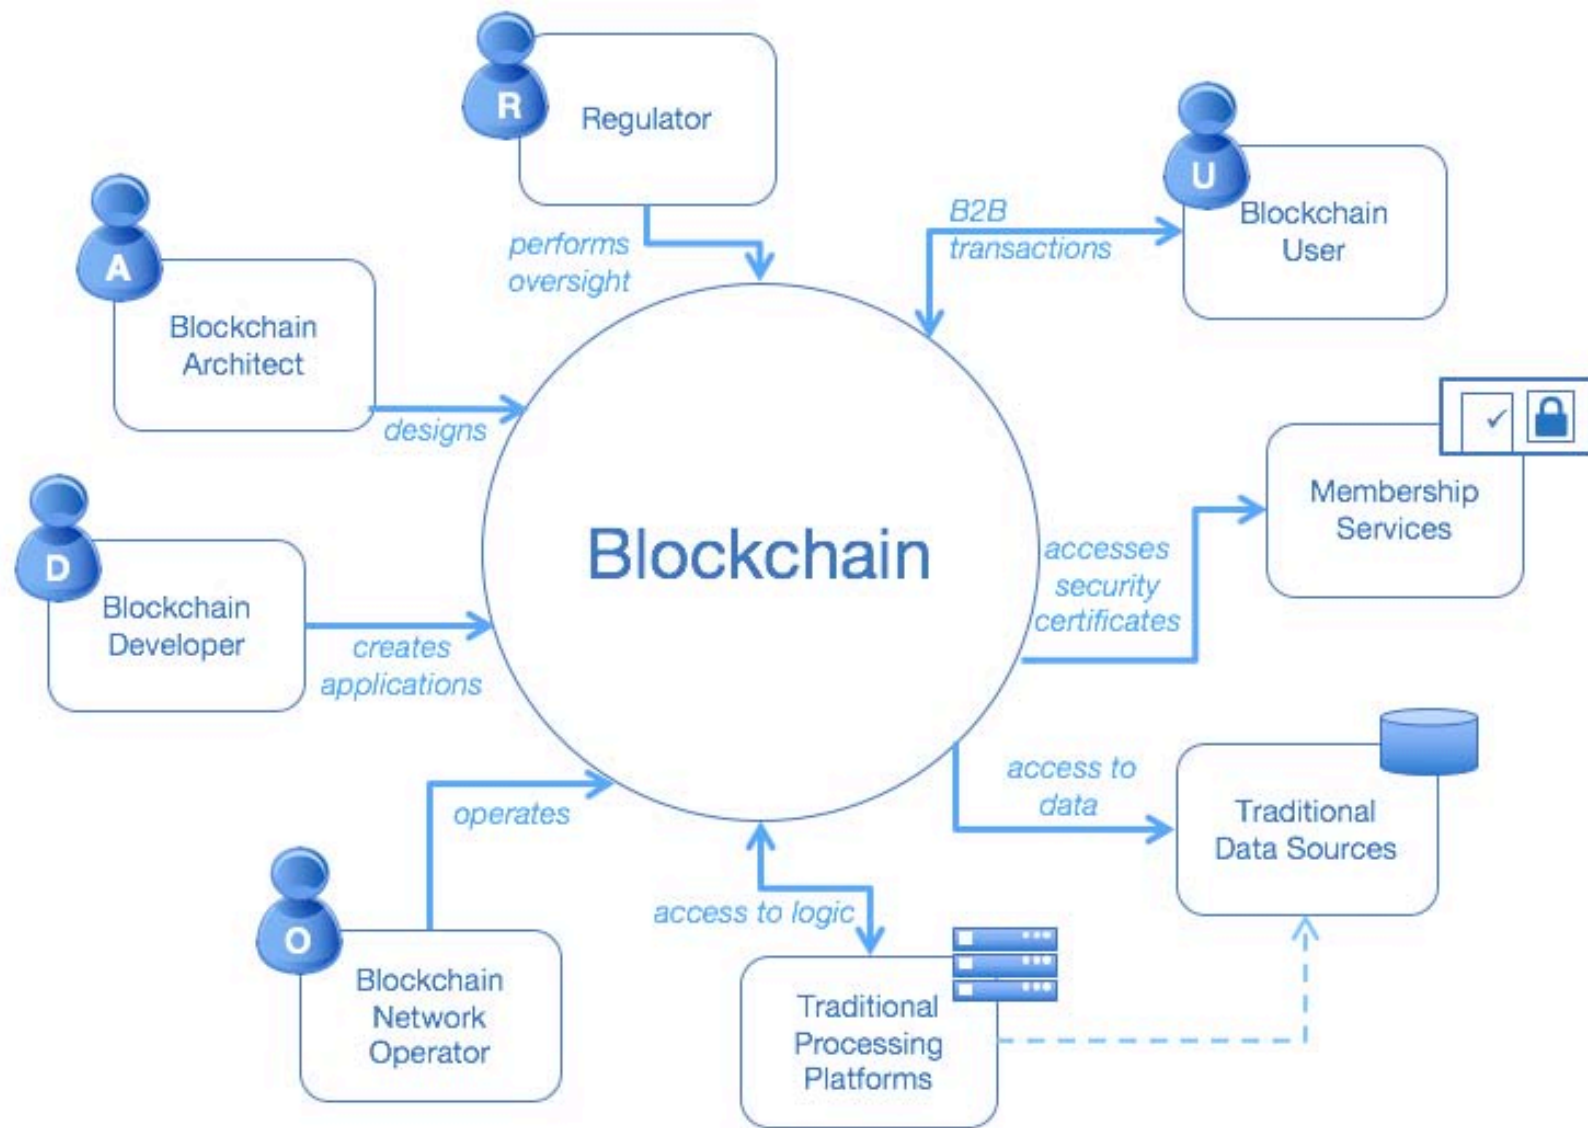 R
Regulator
performs
oversight
U
Blockchain
User
B2B
transactions
A
Blockchain
Architect
designs
Membership
Services
accesses
security
certificates
D
Blockchain
Developer
creates
applications
Blockchain
access to
data
Traditional
Data Sources
operates
O
Blockchain
Network
Operator
access to logic
Traditional
Processing
Platforms